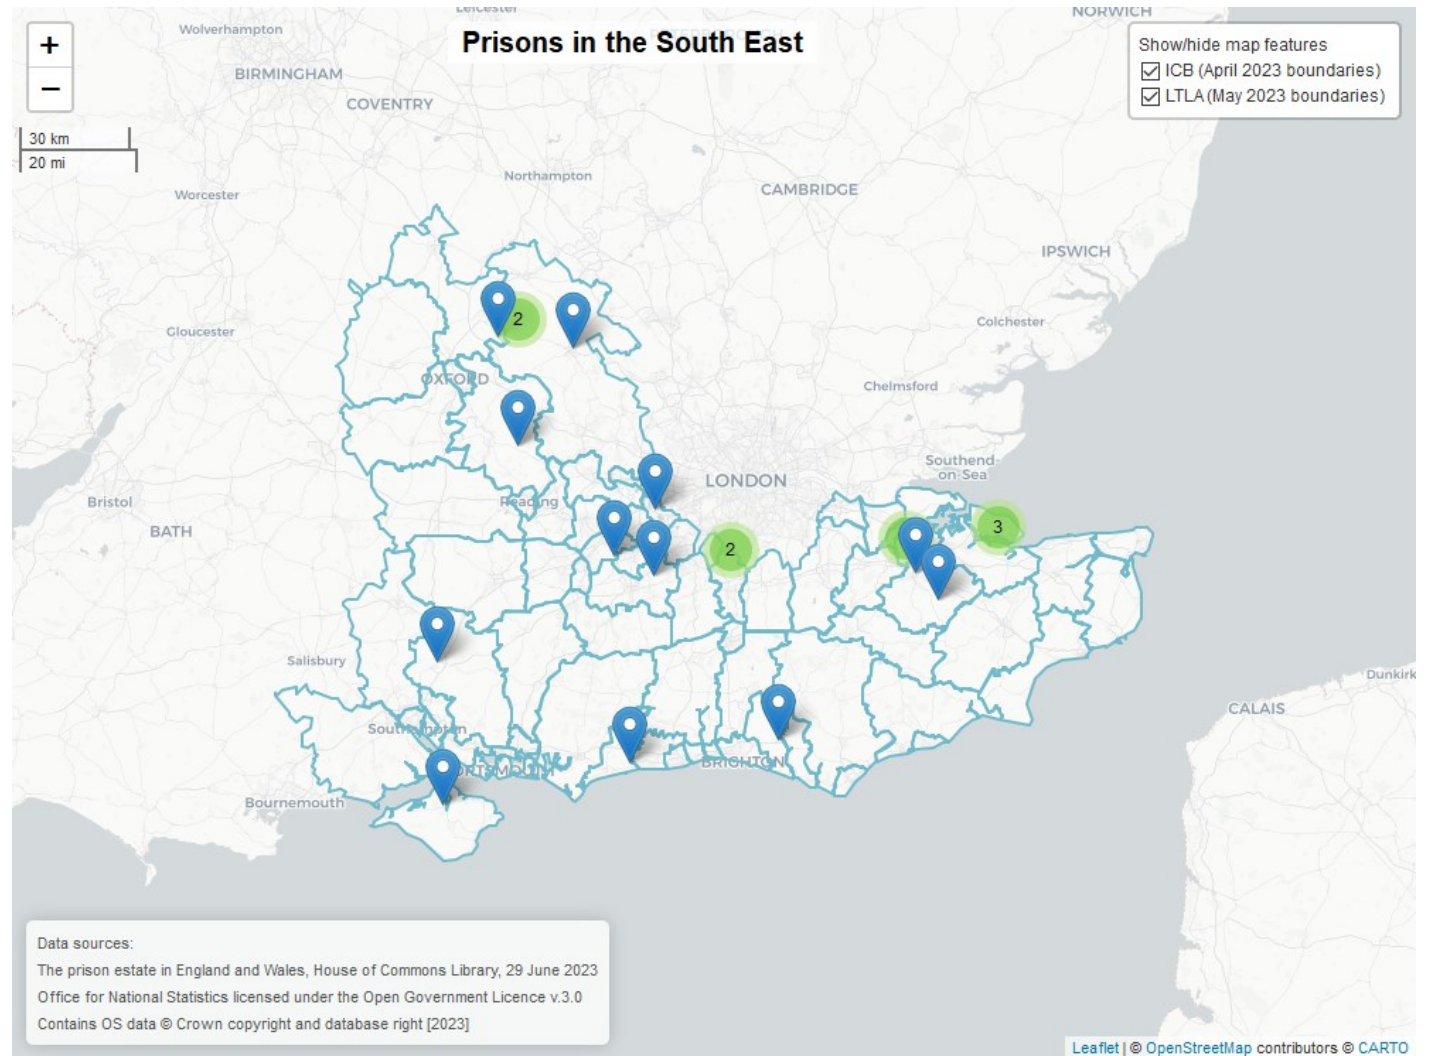 Leicester
NORWICH
Wolverhampton
Prisons in the South East
+
−
Show/hide map features
ICB (April 2023 boundaries)
LTLA (May 2023 boundaries)
BIRMINGHAM
COVENTRY
30 km
20 mi
Northampton
CAMBRIDGE
Worcester
IPSWICH
2
Gloucester
Colchester
OXFORD
Chelmsford
LONDON
Southend-
on-Sea
Bristol
Reading
BATH
3
2
Salisbury
Dunkirk
CALAIS
Southampton
BRIGHTON
PORTSMOUTH
Bournemouth
Data sources:
The prison estate in England and Wales, House of Commons Library, 29 June 2023
Office for National Statistics licensed under the Open Government Licence v.3.0
Contains OS data © Crown copyright and database right [2023]
Leaflet | © OpenStreetMap contributors © CARTO